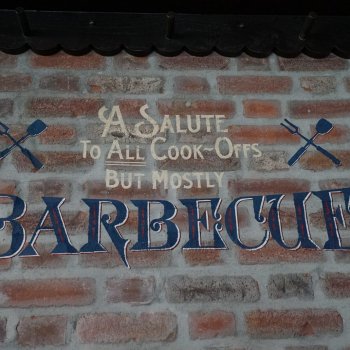 A Salute
To All Cook-Offs
But Mostly
Barbecue